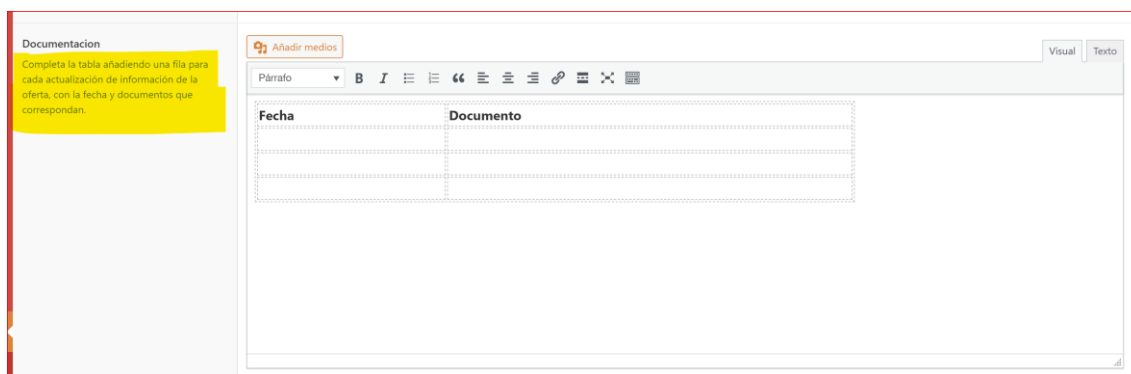 Documentacion
Completa la tabla añadiendo una fila para
cada actualización de información de la
oferta, con la fecha y documentos que
correspondan.
Añadir medios
Visual Texto
Párrafo
Fecha Documento